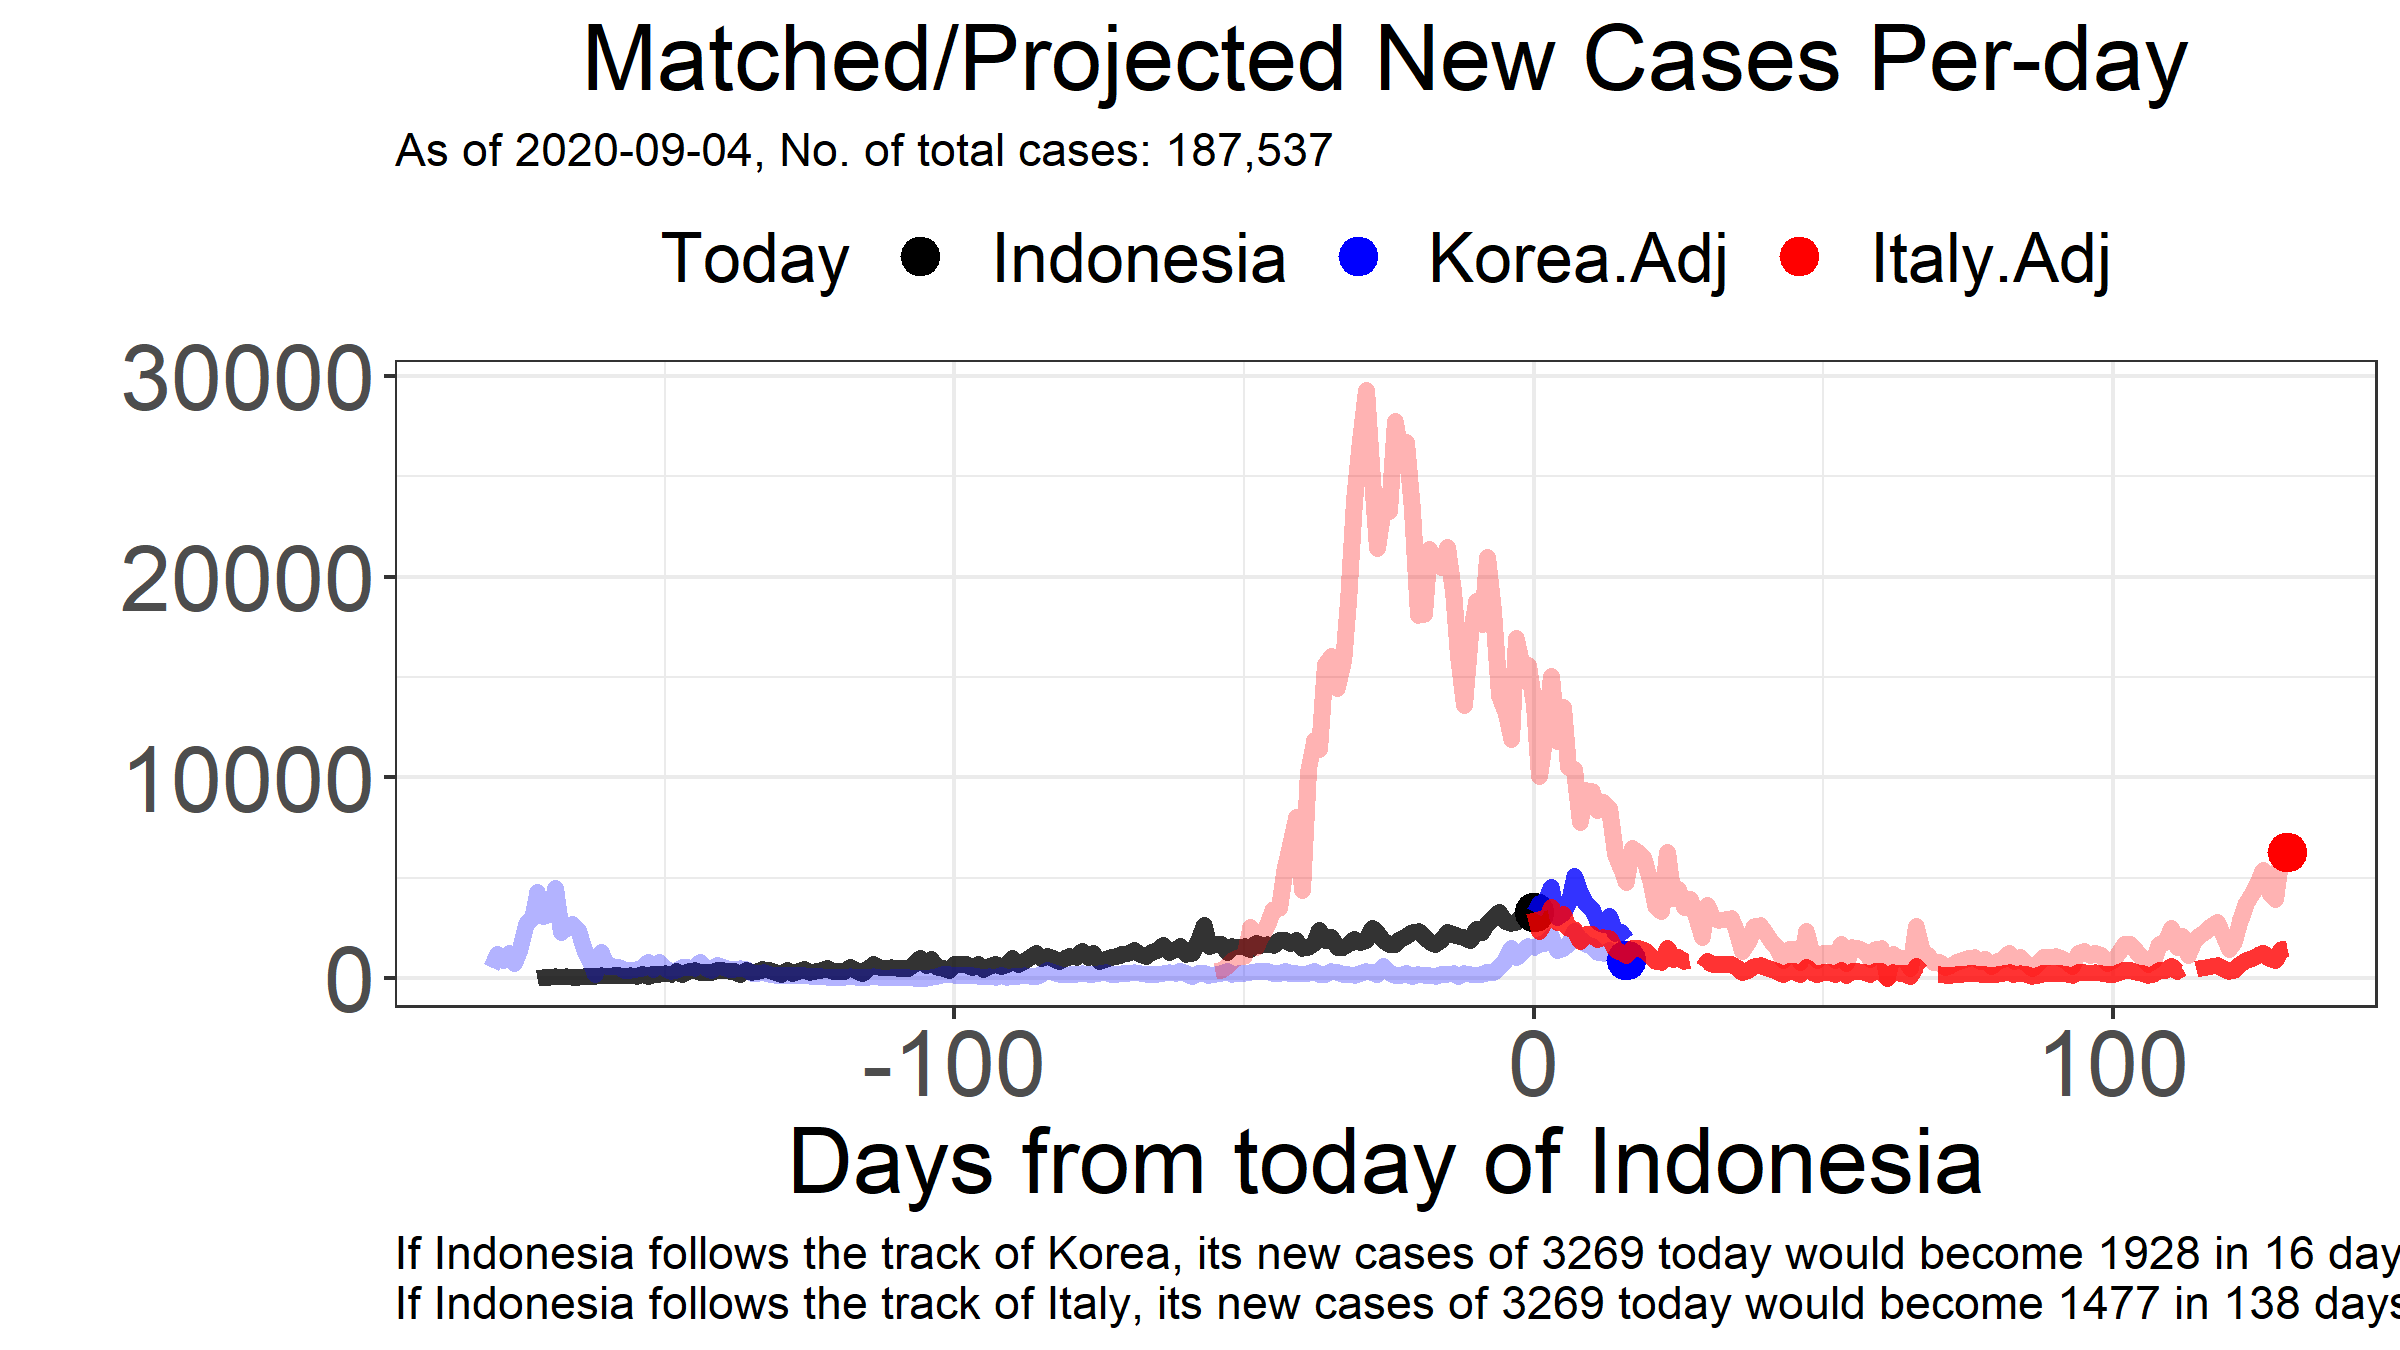 Matched/Projected New Cases Per-day
As of 2020-09-04, No. of total cases: 187,537
Today Indonesia Korea.Adj Italy.Adj
30000
20000
10000
0
-100 0 100
Days from today of Indonesia
If Indonesia follows the track of Korea, its new cases of 3269 today would become 1928 in 16 day
If Indonesia follows the track of Italy, its new cases of 3269 today would become 1477 in 138 days